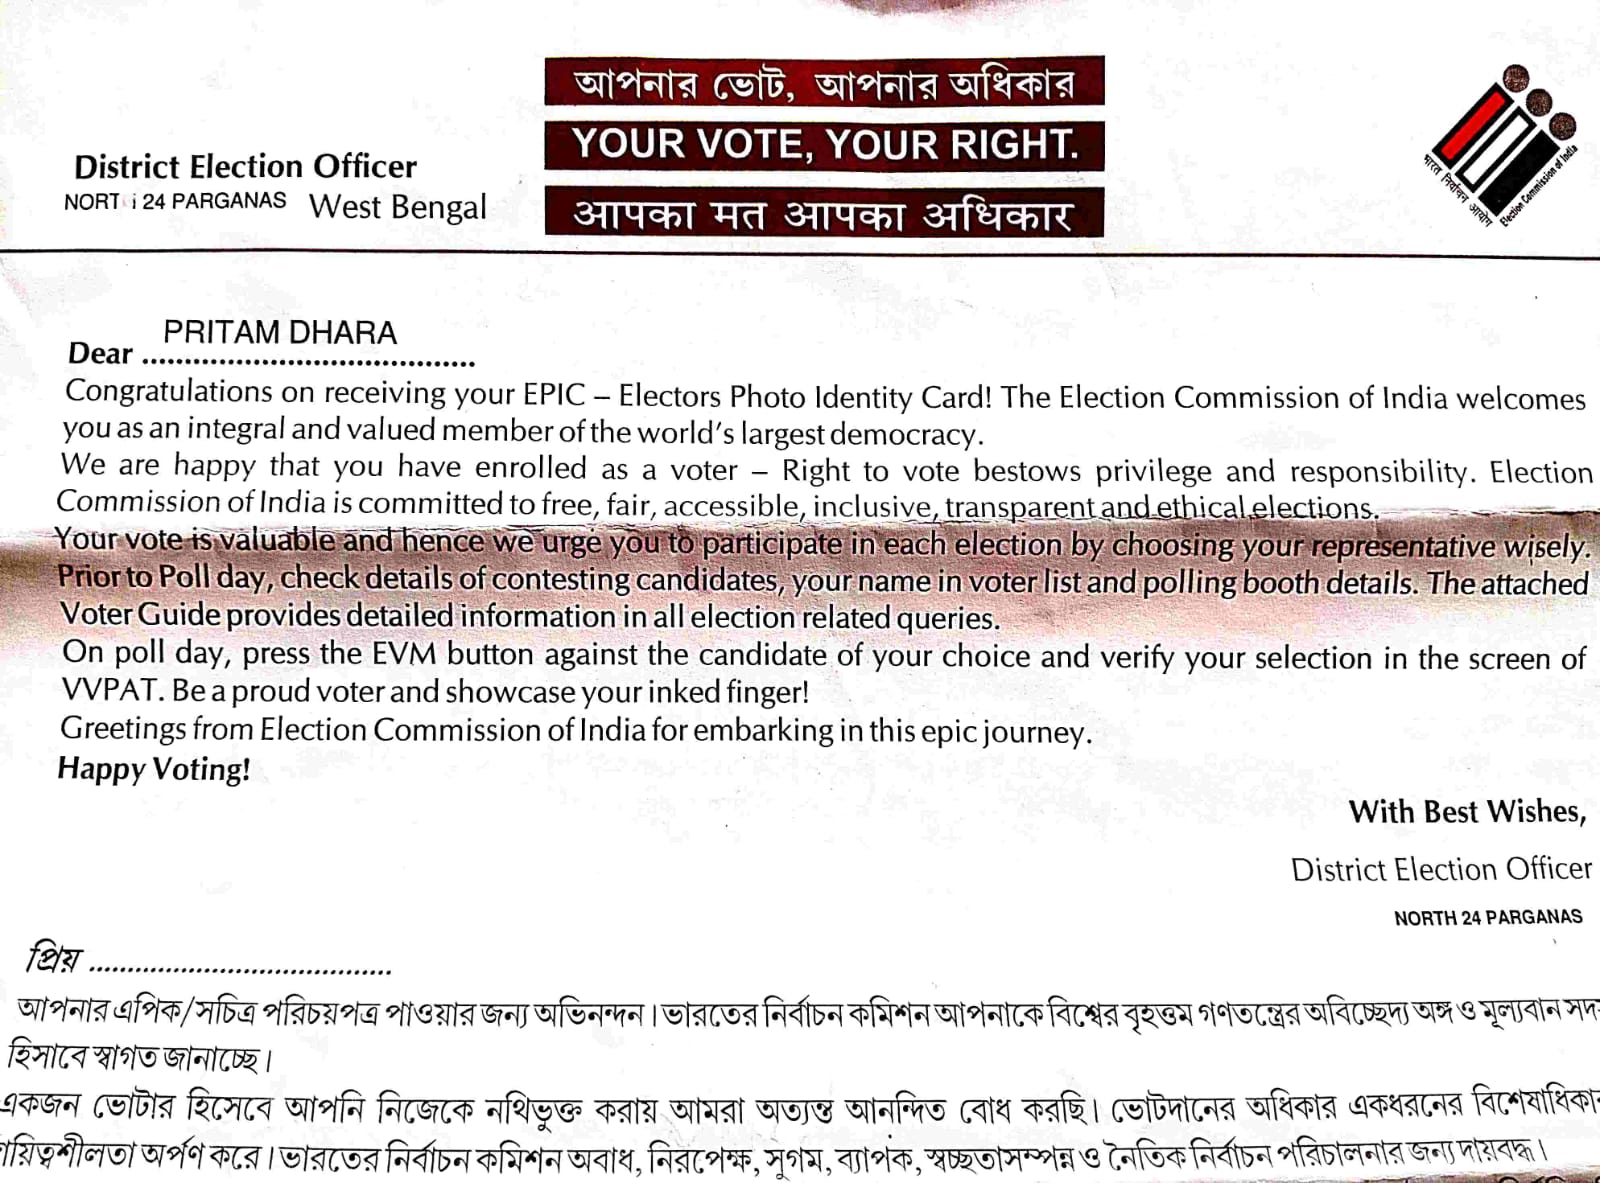 আপনার ভোট, আপনার অধিকার
YOUR VOTE, YOUR RIGHT.
आपका मत आपका अधिकार
District Election Officer
NORT 24 PARGANAS West Bengal
भारत निर्वाचन आयोग
Election Commission of India
PRITAM DHARA
Dear ........................................
Congratulations on receiving your EPIC – Electors Photo Identity Card! The Election Commission of India welcomes
you as an integral and valued member of the world's largest democracy.
We are happy that you have enrolled as a voter – Right to vote bestows privilege and responsibility. Election
Commission of India is committed to free, fair, accessible, inclusive, transparent and ethical elections.
Your vote is valuable and hence we urge you to participate in each election by choosing your representative wisely.
Prior to Poll day, check details of contesting candidates, your name in voter list and polling booth details. The attached
Voter Guide provides detailed information in all election related queries.
On poll day, press the EVM button against the candidate of your choice and verify your selection in the screen of
VVPAT. Be a proud voter and showcase your inked finger!
Greetings from Election Commission of India for embarking in this epic journey.
Happy Voting!
With Best Wishes,
District Election Officer
NORTH 24 PARGANAS
প্রিয় ........................................
আপনার এপিক/সচিত্র পরিচয়পত্র পাওয়ার জন্য অভিনন্দন। ভারতের নির্বাচন কমিশন আপনাকে বিশ্বের বৃহত্তম গণতন্ত্রের অবিচ্ছেদ্য অঙ্গ ও মূল্যবান
হিসাবে স্বাগত জানাচ্ছে।
একজন ভোটার হিসেবে আপনি নিজেকে নথিভুক্ত করায় আমরা অত্যন্ত আনন্দিত বোধ করছি। ভোটদানের অধিকার একধরনের বিশেষাধিকার
অর্পণ করে। ভারতের নির্বাচন কমিশন অবাধ, নিরপেক্ষ, সুগম, ব্যাপক, স্বচ্ছতাসম্পন্ন ও নৈতিক নির্বাচন পরিচালনার জন্য দায়বদ্ধ।